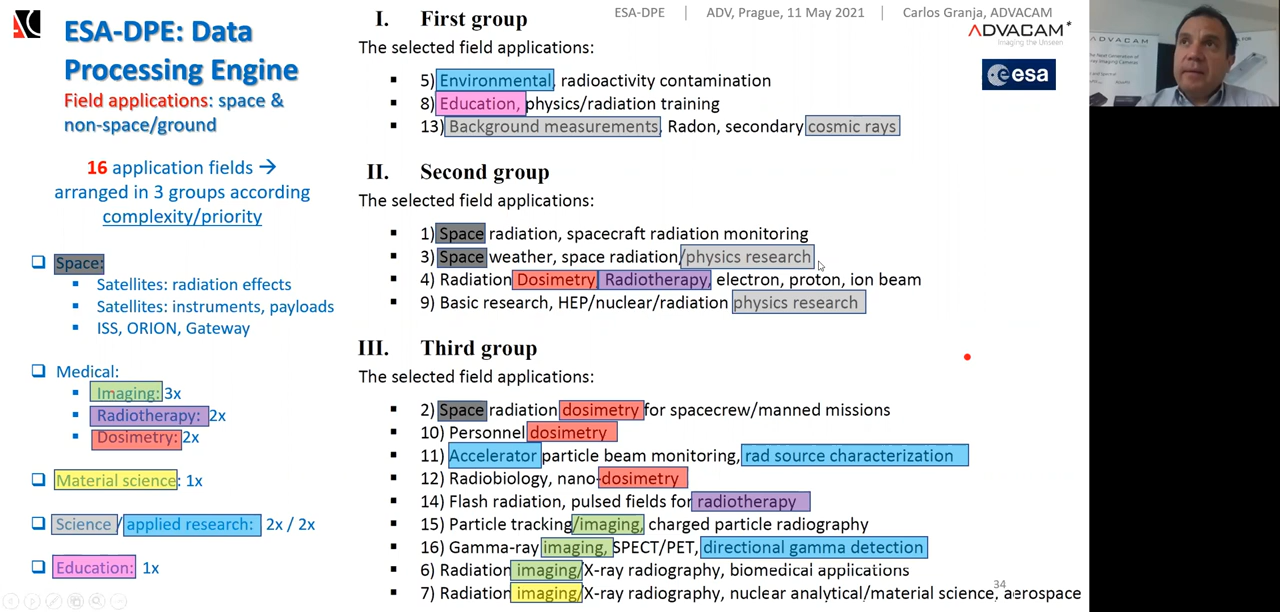 ESA-DPE | ADV, Prague, 11 May 2021 | Carlos Granja, ADVACAM
ADVACAM*
Imaging the Unseen
esa
ESA-DPE: Data
Processing Engine
Field applications: space &
non-space/ground
16 application fields →
arranged in 3 groups according
complexity/priority
Space:
Satellites: radiation effects
Satellites: instruments, payloads
ISS, ORION, Gateway
Medical:
Imaging: 3x
Radiotherapy: 2x
Dosimetry: 2x
Material science: 1x
Science / applied research: 2x / 2x
Education: 1x
I. First group
The selected field applications:
5) Environmental, radioactivity contamination
8) Education, physics/radiation training
13) Background measurements, Radon, secondary cosmic rays
II. Second group
The selected field applications:
1) Space radiation, spacecraft radiation monitoring
3) Space weather, space radiation/physics research
4) Radiation Dosimetry, Radiotherapy, electron, proton, ion beam
9) Basic research, HEP/nuclear/radiation physics research
III. Third group
The selected field applications:
2) Space radiation dosimetry for spacecrew/manned missions
10) Personnel dosimetry
11) Accelerator particle beam monitoring, rad source characterization
12) Radiobiology, nano-dosimetry
14) Flash radiation, pulsed fields for radiotherapy
15) Particle tracking/imaging, charged particle radiography
16) Gamma-ray imaging, SPECT/PET, directional gamma detection
6) Radiation imaging/X-ray radiography, biomedical applications
7) Radiation imaging/X-ray radiography, nuclear analytical/material science, aerospace
34
ADVACAM